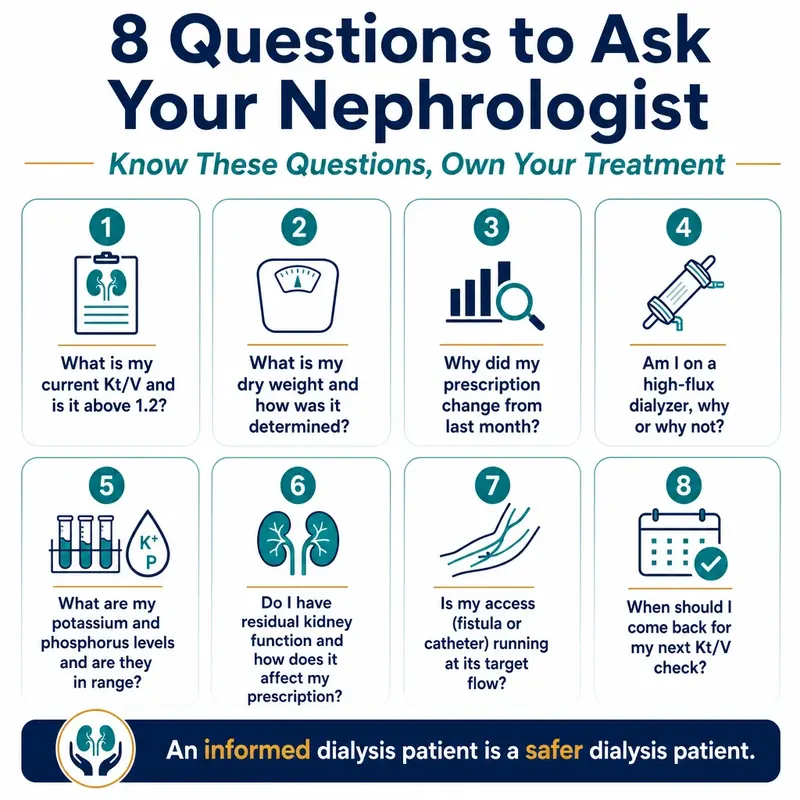 8 Questions to Ask
Your Nephrologist
Know These Questions, Own Your Treatment
1
What is my
current Kt/V and
is it above 1.2?
2
What is my
dry weight and
how was it
determined?
3
Why did my
prescription
change from
last month?
4
Am I on a
high-flux
dialyzer, why
or why not?
5
K+
P
What are my
potassium and
phosphorus levels
and are they
in range?
6
Do I have
residual kidney
function and
how does it
affect my
prescription?
7
Is my access
(fistula or
catheter) running
at its target
flow?
8
When should I
come back for
my next Kt/V
check?
An informed dialysis patient is a safer dialysis patient.